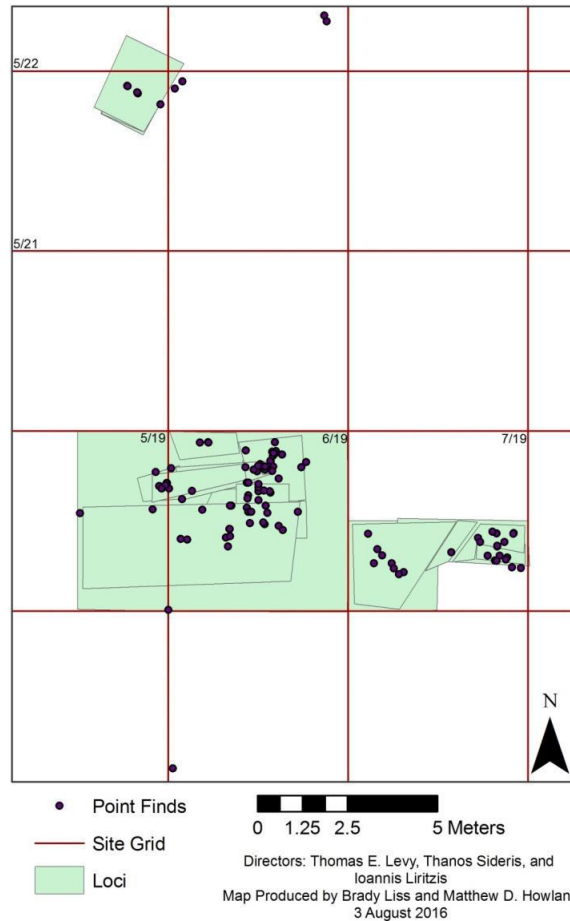 5/22
5/21
5/19
6/19
7/19
N
Point Finds
Site Grid
Loci
0 1.25 2.5 5 Meters
Directors: Thomas E. Levy, Thanos Sideris, and
Ioannis Liritzis
Map Produced by Brady Liss and Matthew D. Howland
3 August 2016